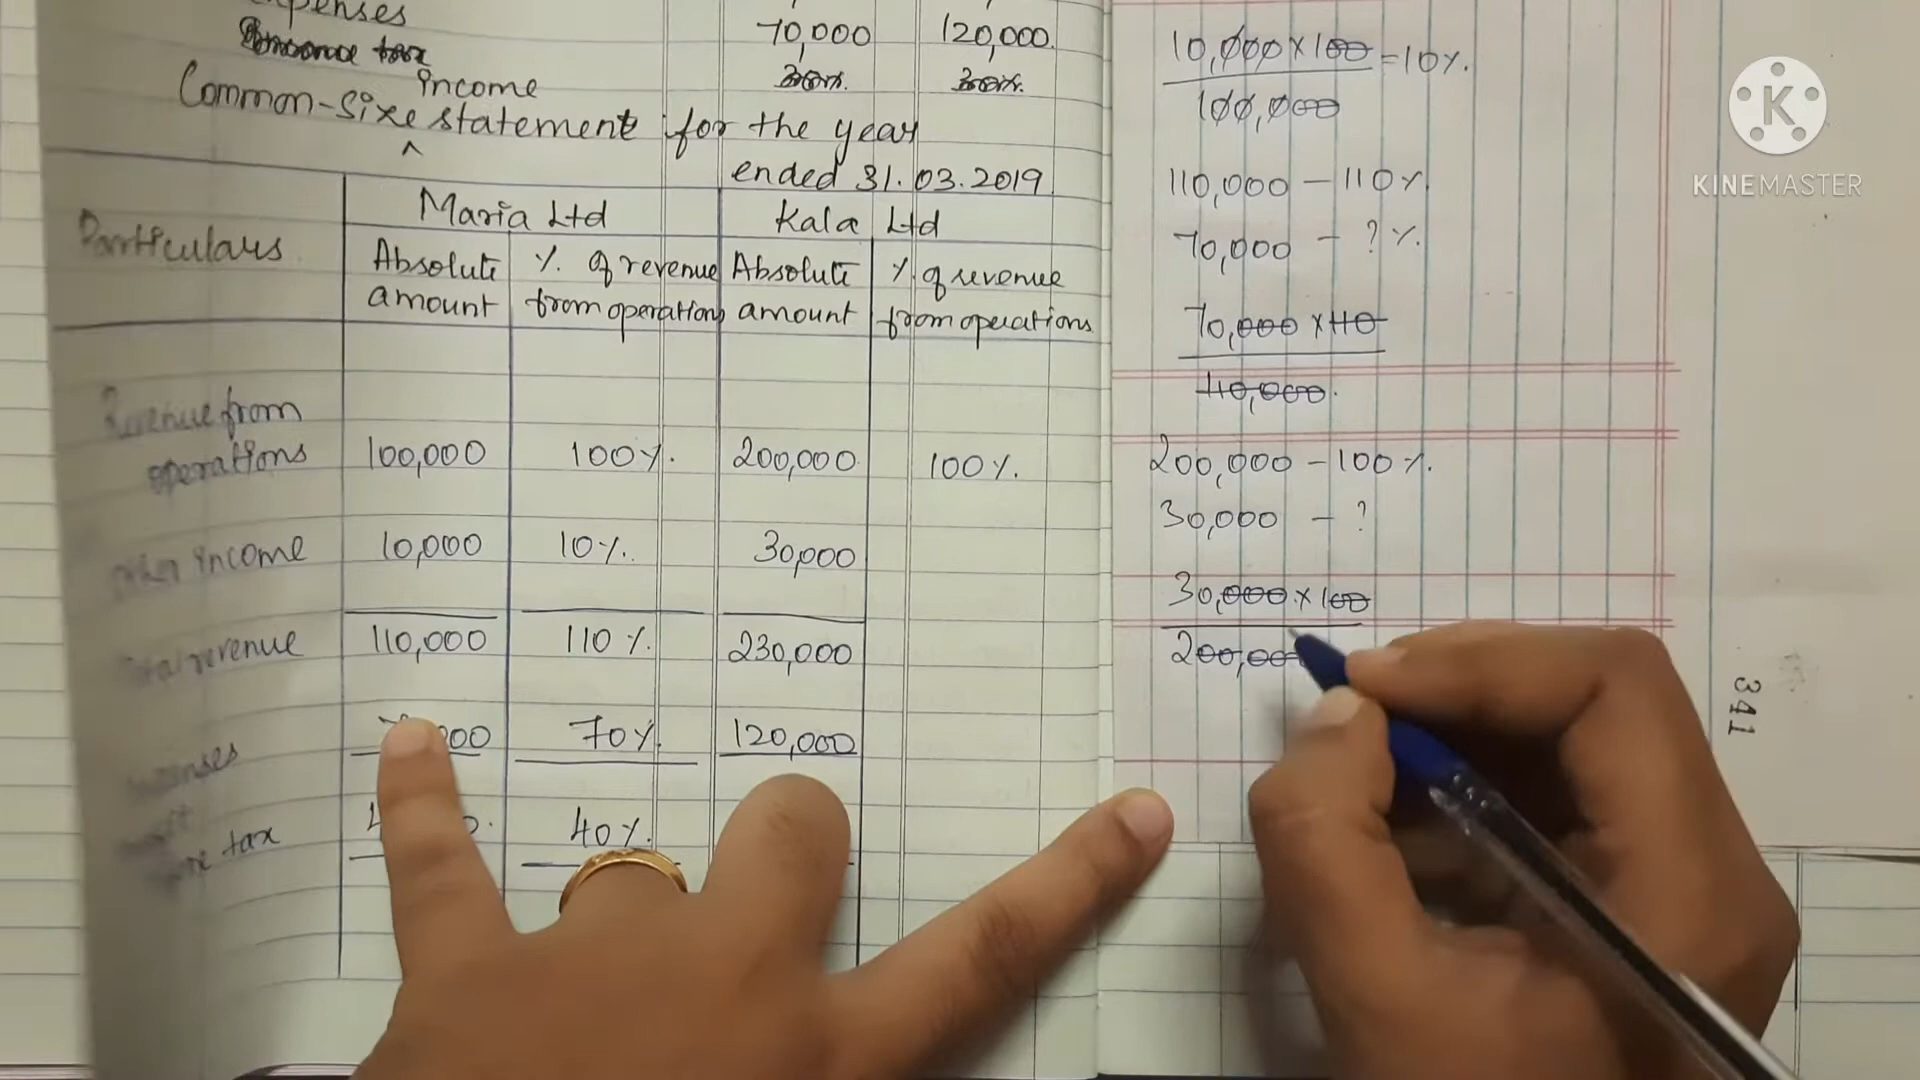 70,000 120,000
income
Common-Size statement for the year
^
ended 31.03.2019
Particulars Maria Ltd Kala Ltd
Absolute amount % of revenue from operations Absolute amount % of revenue from operations
Revenue from operations 100,000 100% 200,000 100%.
income 10,000 10%. 30,000
revenue 110,000 110%. 230,000
000 70% 120,000
tax 40%.
10,000 x 100 = 10%.
100,000
110,000 - 110%
70,000 - ? %.
70,000 x 110
110,000.
200,000 - 100%.
30,000 - ?
30,000 x 100
200,00
341
K
KINEMASTER